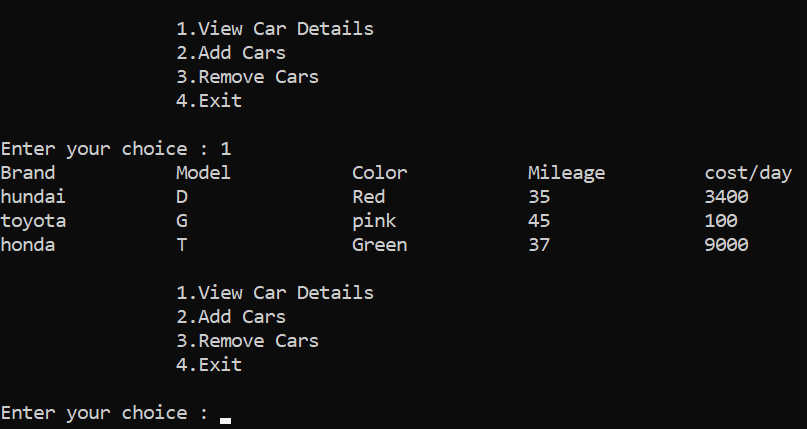 1.View Car Details
2.Add Cars
3.Remove Cars
4.Exit
Enter your choice : 1
Brand Model Color Mileage cost/day
hundai D Red 35 3400
toyota G pink 45 100
honda T Green 37 9000
1.View Car Details
2.Add Cars
3.Remove Cars
4.Exit
Enter your choice :